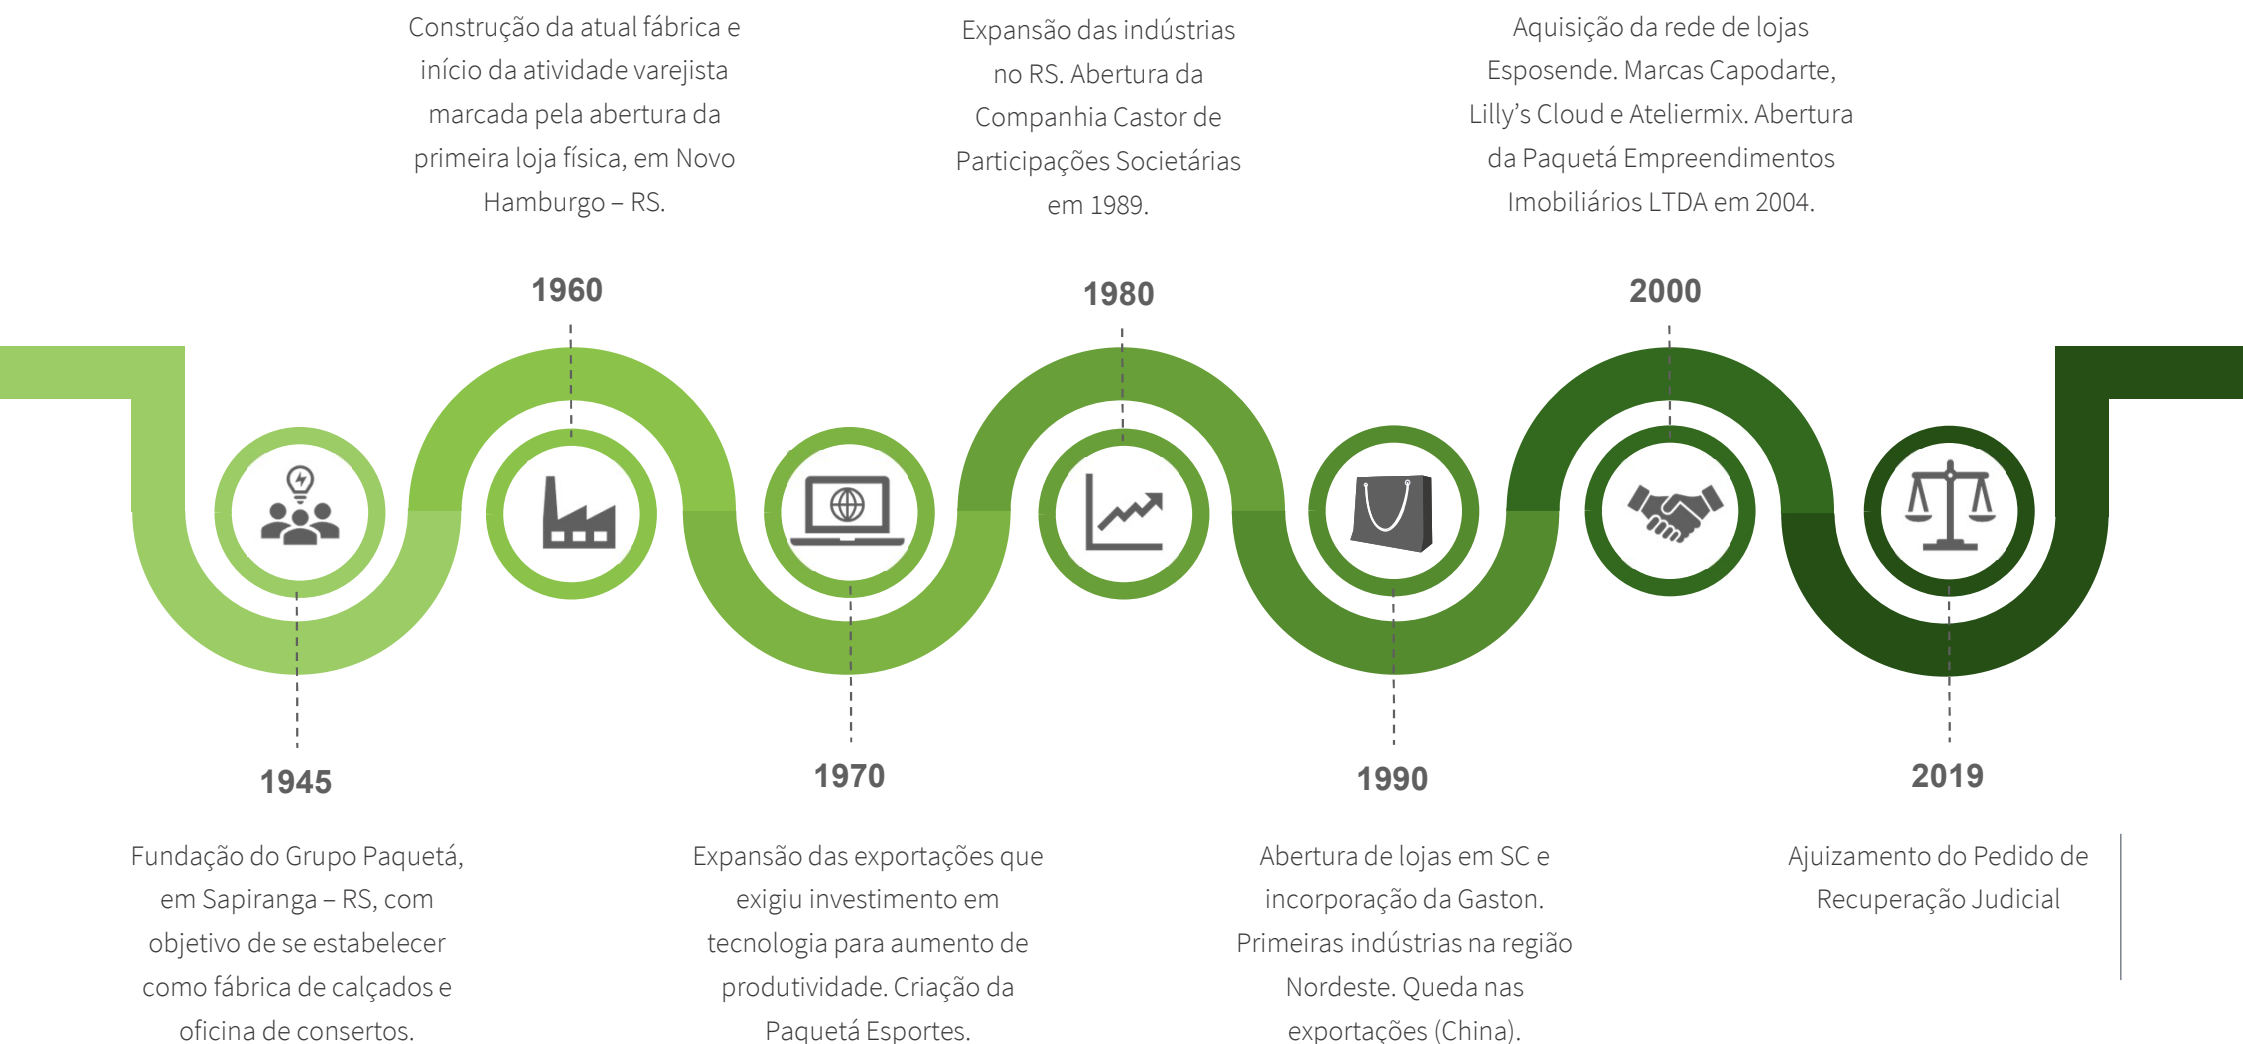 Construção da atual fábrica e
início da atividade varejista
marcada pela abertura da
primeira loja física, em Novo
Hamburgo – RS.
1960
Expansão das indústrias
no RS. Abertura da
Companhia Castor de
Participações Societárias
em 1989.
1980
Aquisição da rede de lojas
Esposende. Marcas Capodarte,
Lilly’s Cloud e Ateliermix. Abertura
da Paquetá Empreendimentos
Imobiliários LTDA em 2004.
2000
1945
Fundação do Grupo Paquetá,
em Sapiranga – RS, com
objetivo de se estabelecer
como fábrica de calçados e
oficina de consertos.
1970
Expansão das exportações que
exigiu investimento em
tecnologia para aumento de
produtividade. Criação da
Paquetá Esportes.
1990
Abertura de lojas em SC e
incorporação da Gaston.
Primeiras indústrias na região
Nordeste. Queda nas
exportações (China).
2019
Ajuizamento do Pedido de
Recuperação Judicial